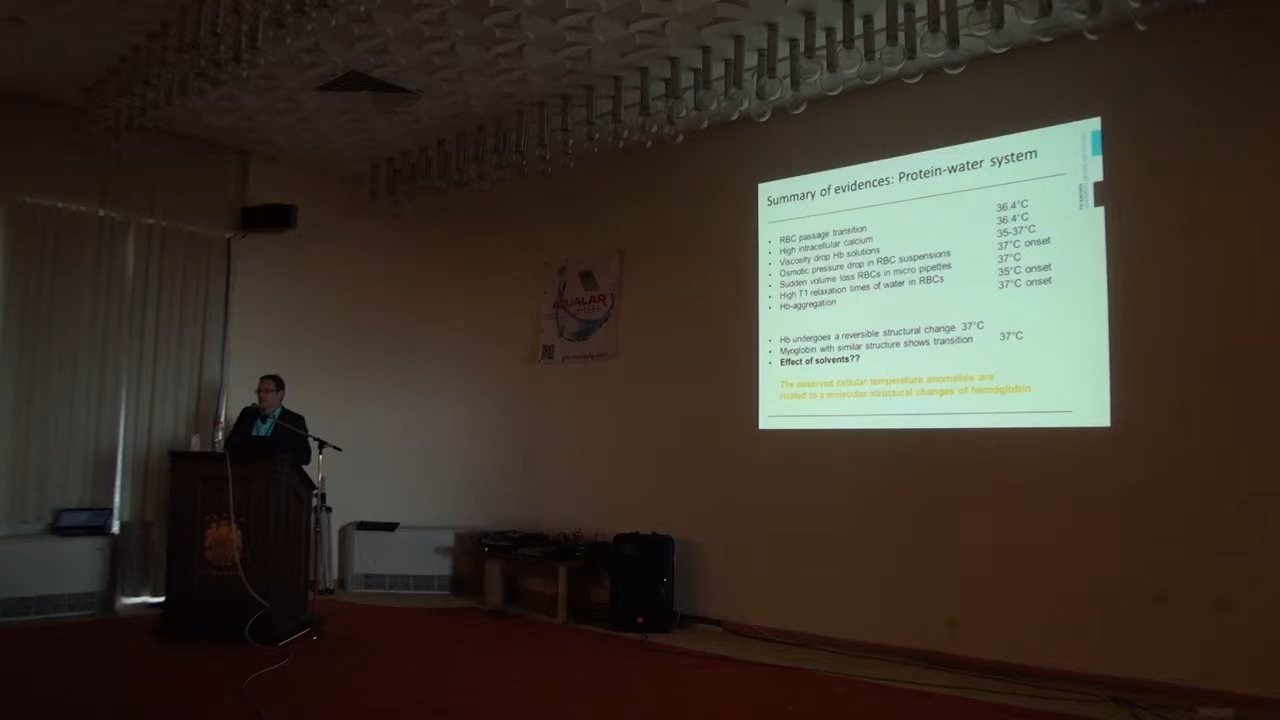 Summary of evidences: Protein-water system
• RBC passage transition 36.4°C
• High intracellular calcium 36.4°C
• Viscosity drop Hb solutions 35-37°C
• Osmotic pressure drop in RBC suspensions 37°C onset
• Sudden volume loss RBCs in micro pipettes 37°C
• High T1 relaxation times of water in RBCs 35°C onset
• Hb-aggregation 37°C onset
• Hb undergoes a reversible structural change 37°C
• Myoglobin with similar structure shows transition 37°C
• Effect of solvents??
The observed cellular temperature anomalies are
related to a molecular structural changes of hemoglobin
AQUALAR